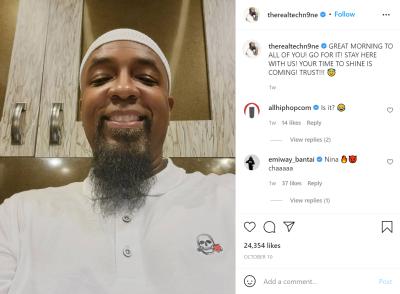 therealtechn9ne • Follow
therealtechn9ne GREAT MORNING TO
ALL OF YOU! GO FOR IT! STAY HERE
WITH US! YOUR TIME TO SHINE IS
COMING! TRUST!!! 😇
1w
allhiphopcom Is it? 😂
1w 14 likes Reply
View replies (2)
emiway_bantai Nina 🔥👹
chaaaaa
1w 37 likes Reply
View replies (1)
24,354 likes
OCTOBER 10
Add a comment... Post